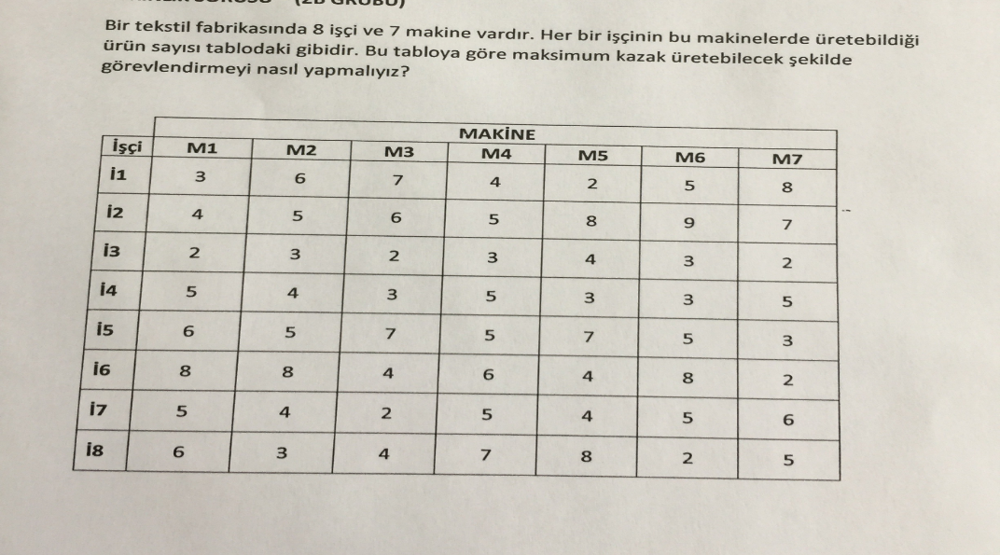 (2B GRUBU)
Bir tekstil fabrikasında 8 işçi ve 7 makine vardır. Her bir işçinin bu makinelerde üretebildiği
ürün sayısı tablodaki gibidir. Bu tabloya göre maksimum kazak üretebilecek şekilde
görevlendirmeyi nasıl yapmalıyız?
MAKİNE
İşçi M1 M2 M3 M4 M5 M6 M7
İ1 3 6 7 4 2 5 8
İ2 4 5 6 5 8 9 7
İ3 2 3 2 3 4 3 2
İ4 5 4 3 5 3 3 5
İ5 6 5 7 5 7 5 3
İ6 8 8 4 6 4 8 2
İ7 5 4 2 5 4 5 6
İ8 6 3 4 7 8 2 5